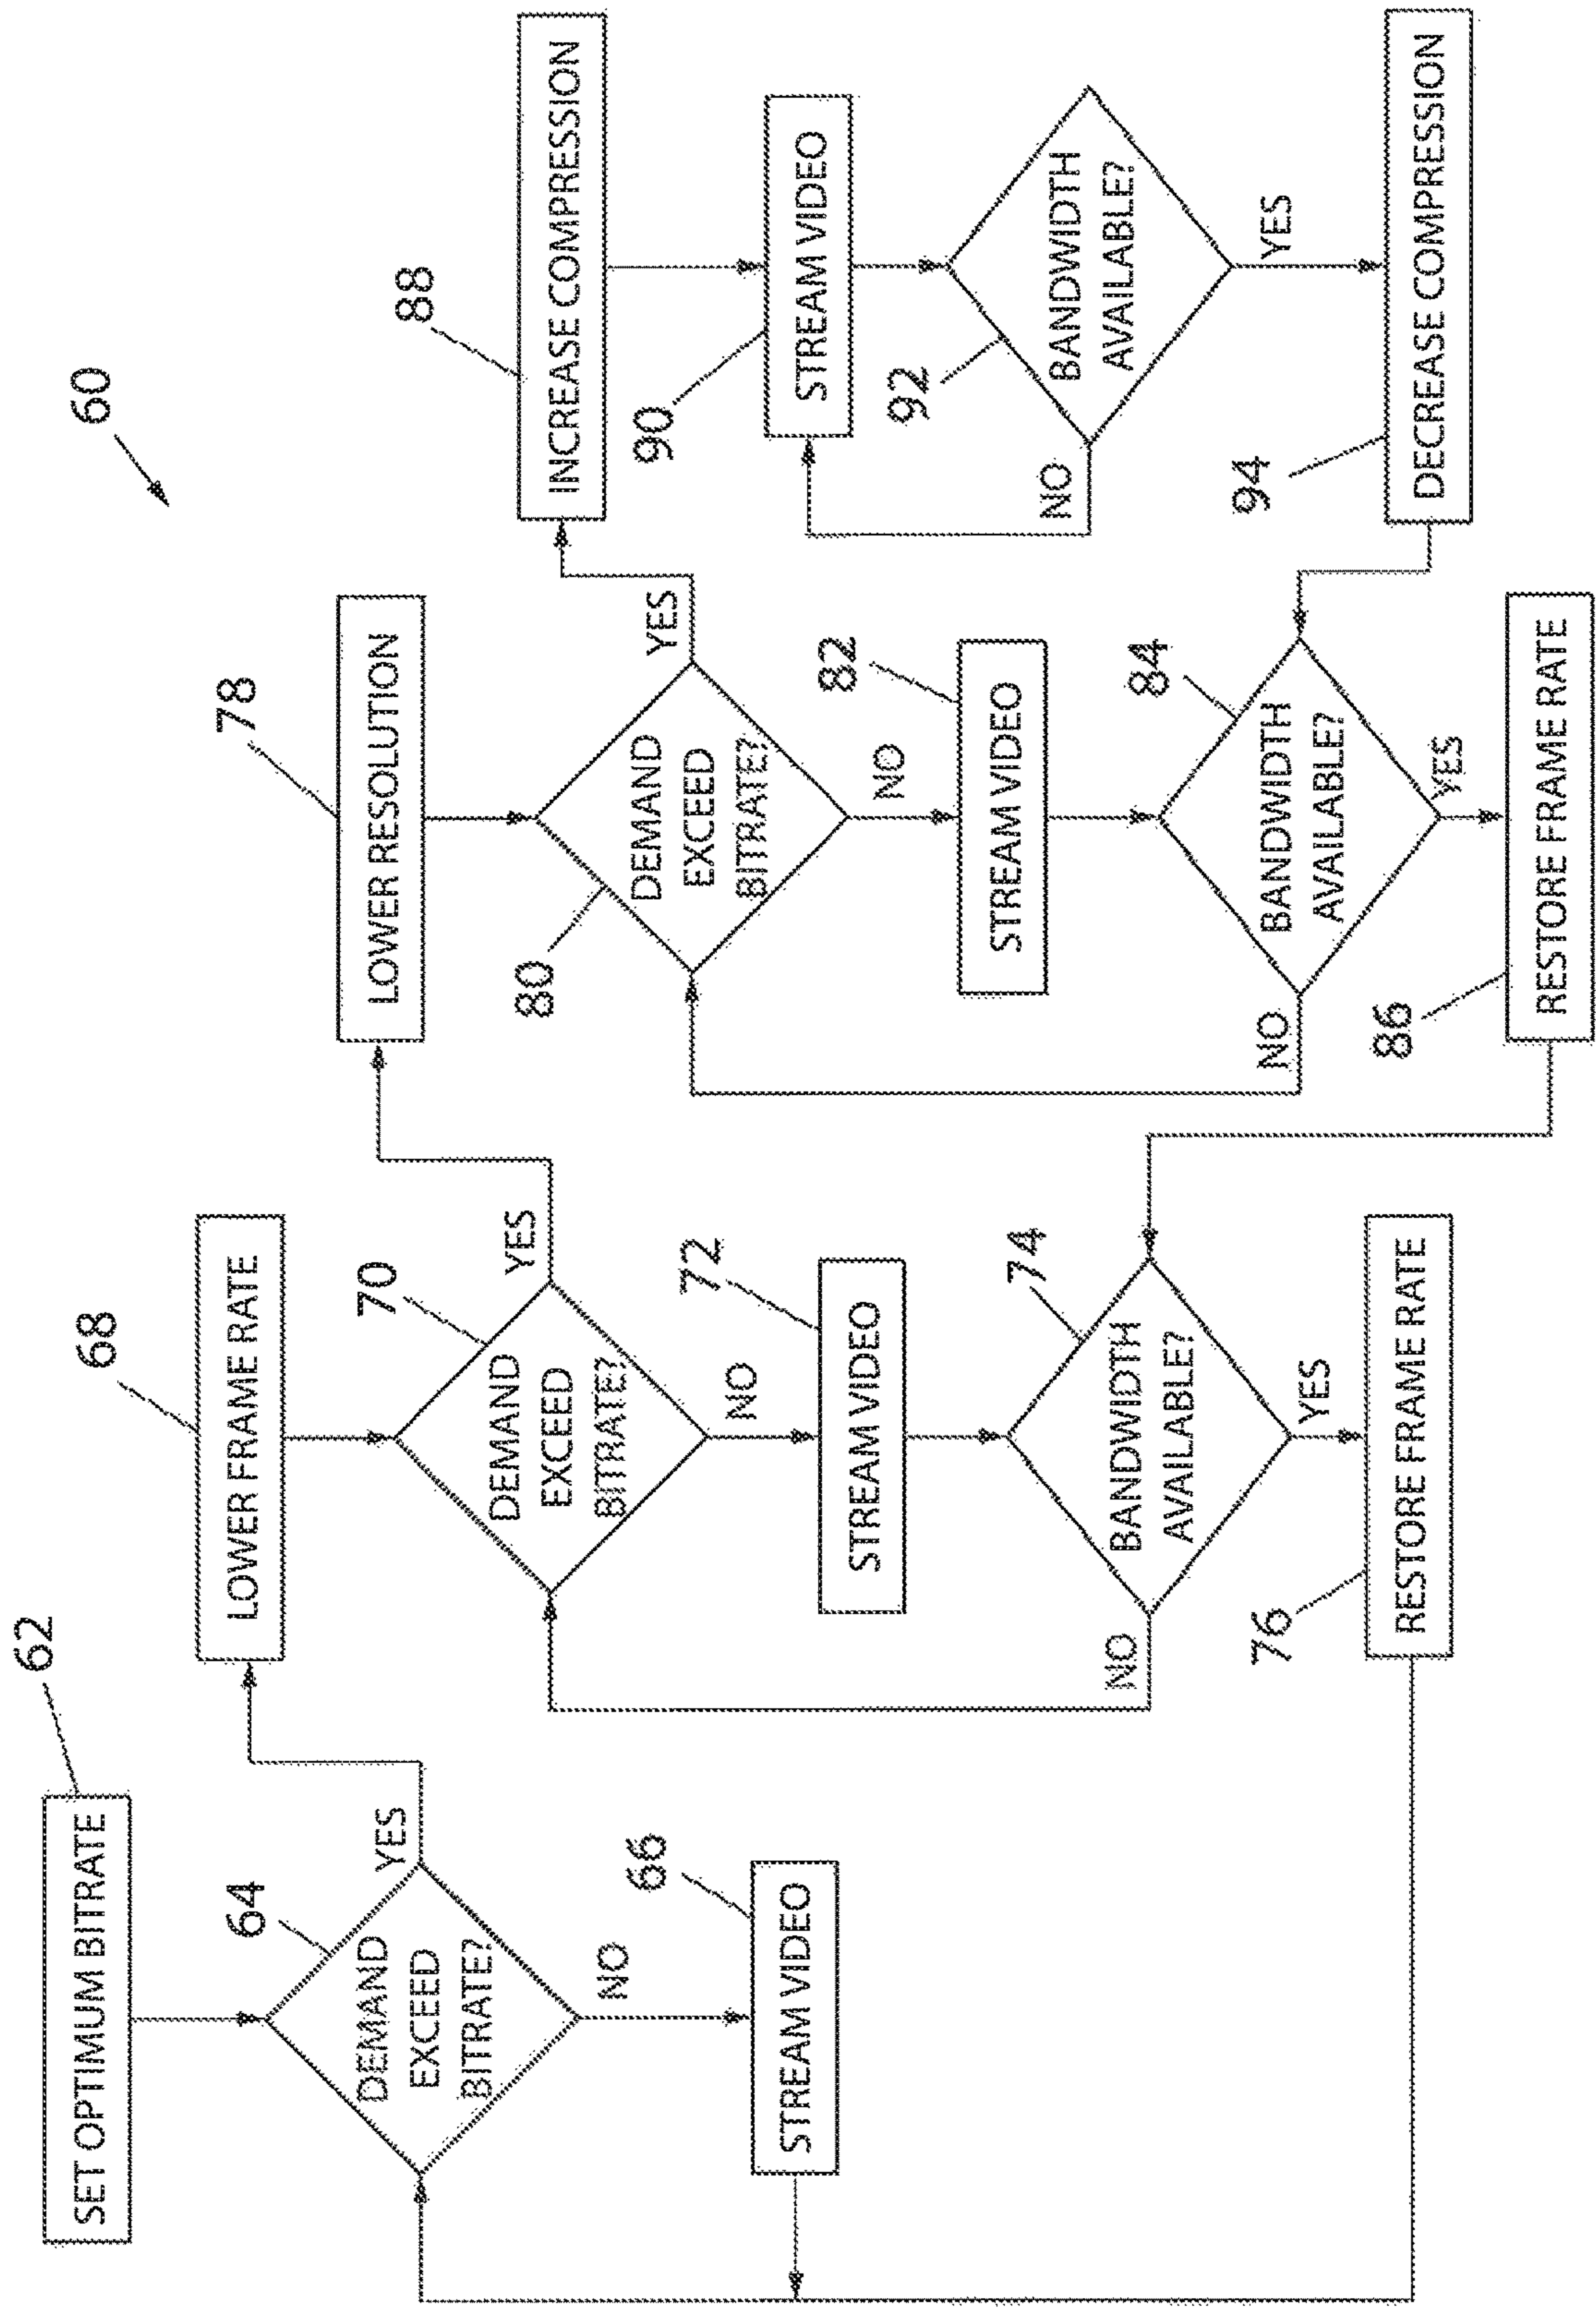 60
62
SET OPTIMUM BITRATE
64
DEMAND
EXCEED
BITRATE?
YES
NO
66
STREAM VIDEO
68
LOWER FRAME RATE
70
DEMAND
EXCEED
BITRATE?
YES
NO
72
STREAM VIDEO
74
BANDWIDTH
AVAILABLE?
NO
YES
76
RESTORE FRAME RATE
78
LOWER RESOLUTION
80
DEMAND
EXCEED
BITRATE?
YES
NO
82
STREAM VIDEO
84
BANDWIDTH
AVAILABLE?
NO
YES
86
RESTORE FRAME RATE
88
INCREASE COMPRESSION
90
STREAM VIDEO
92
BANDWIDTH
AVAILABLE?
NO
YES
94
DECREASE COMPRESSION